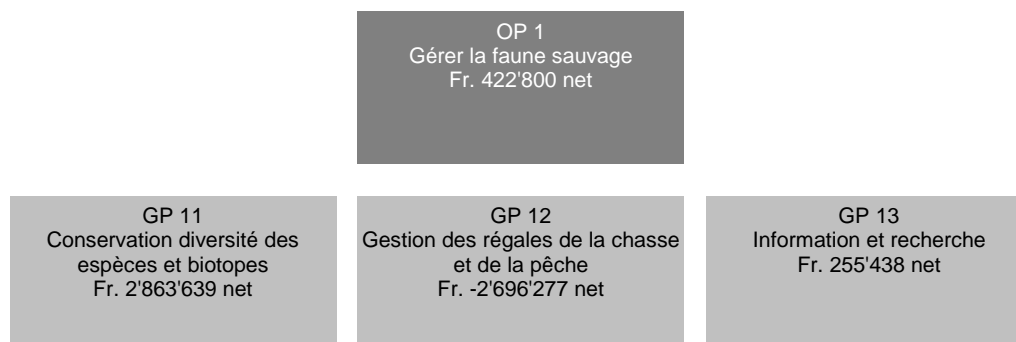 OP 1
Gérer la faune sauvage
Fr. 422'800 net
GP 11
Conservation diversité des
espèces et biotopes
Fr. 2'863'639 net
GP 12
Gestion des régales de la chasse
et de la pêche
Fr. -2'696'277 net
GP 13
Information et recherche
Fr. 255'438 net